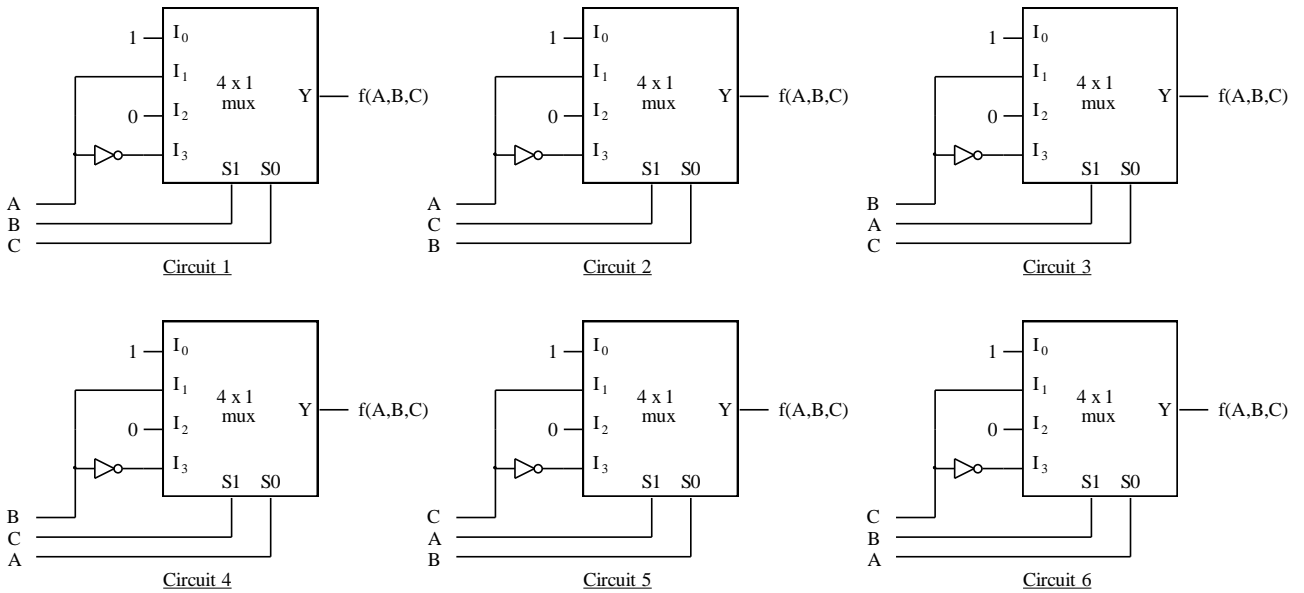 1
I0
I1
4 x 1
mux
Y
f(A,B,C)
0
I2
I3
S1 S0
A
B
C
Circuit 1
1
I0
I1
4 x 1
mux
Y
f(A,B,C)
0
I2
I3
S1 S0
A
C
B
Circuit 2
1
I0
I1
4 x 1
mux
Y
f(A,B,C)
0
I2
I3
S1 S0
B
A
C
Circuit 3
1
I0
I1
4 x 1
mux
Y
f(A,B,C)
0
I2
I3
S1 S0
B
C
A
Circuit 4
1
I0
I1
4 x 1
mux
Y
f(A,B,C)
0
I2
I3
S1 S0
C
A
B
Circuit 5
1
I0
I1
4 x 1
mux
Y
f(A,B,C)
0
I2
I3
S1 S0
C
B
A
Circuit 6